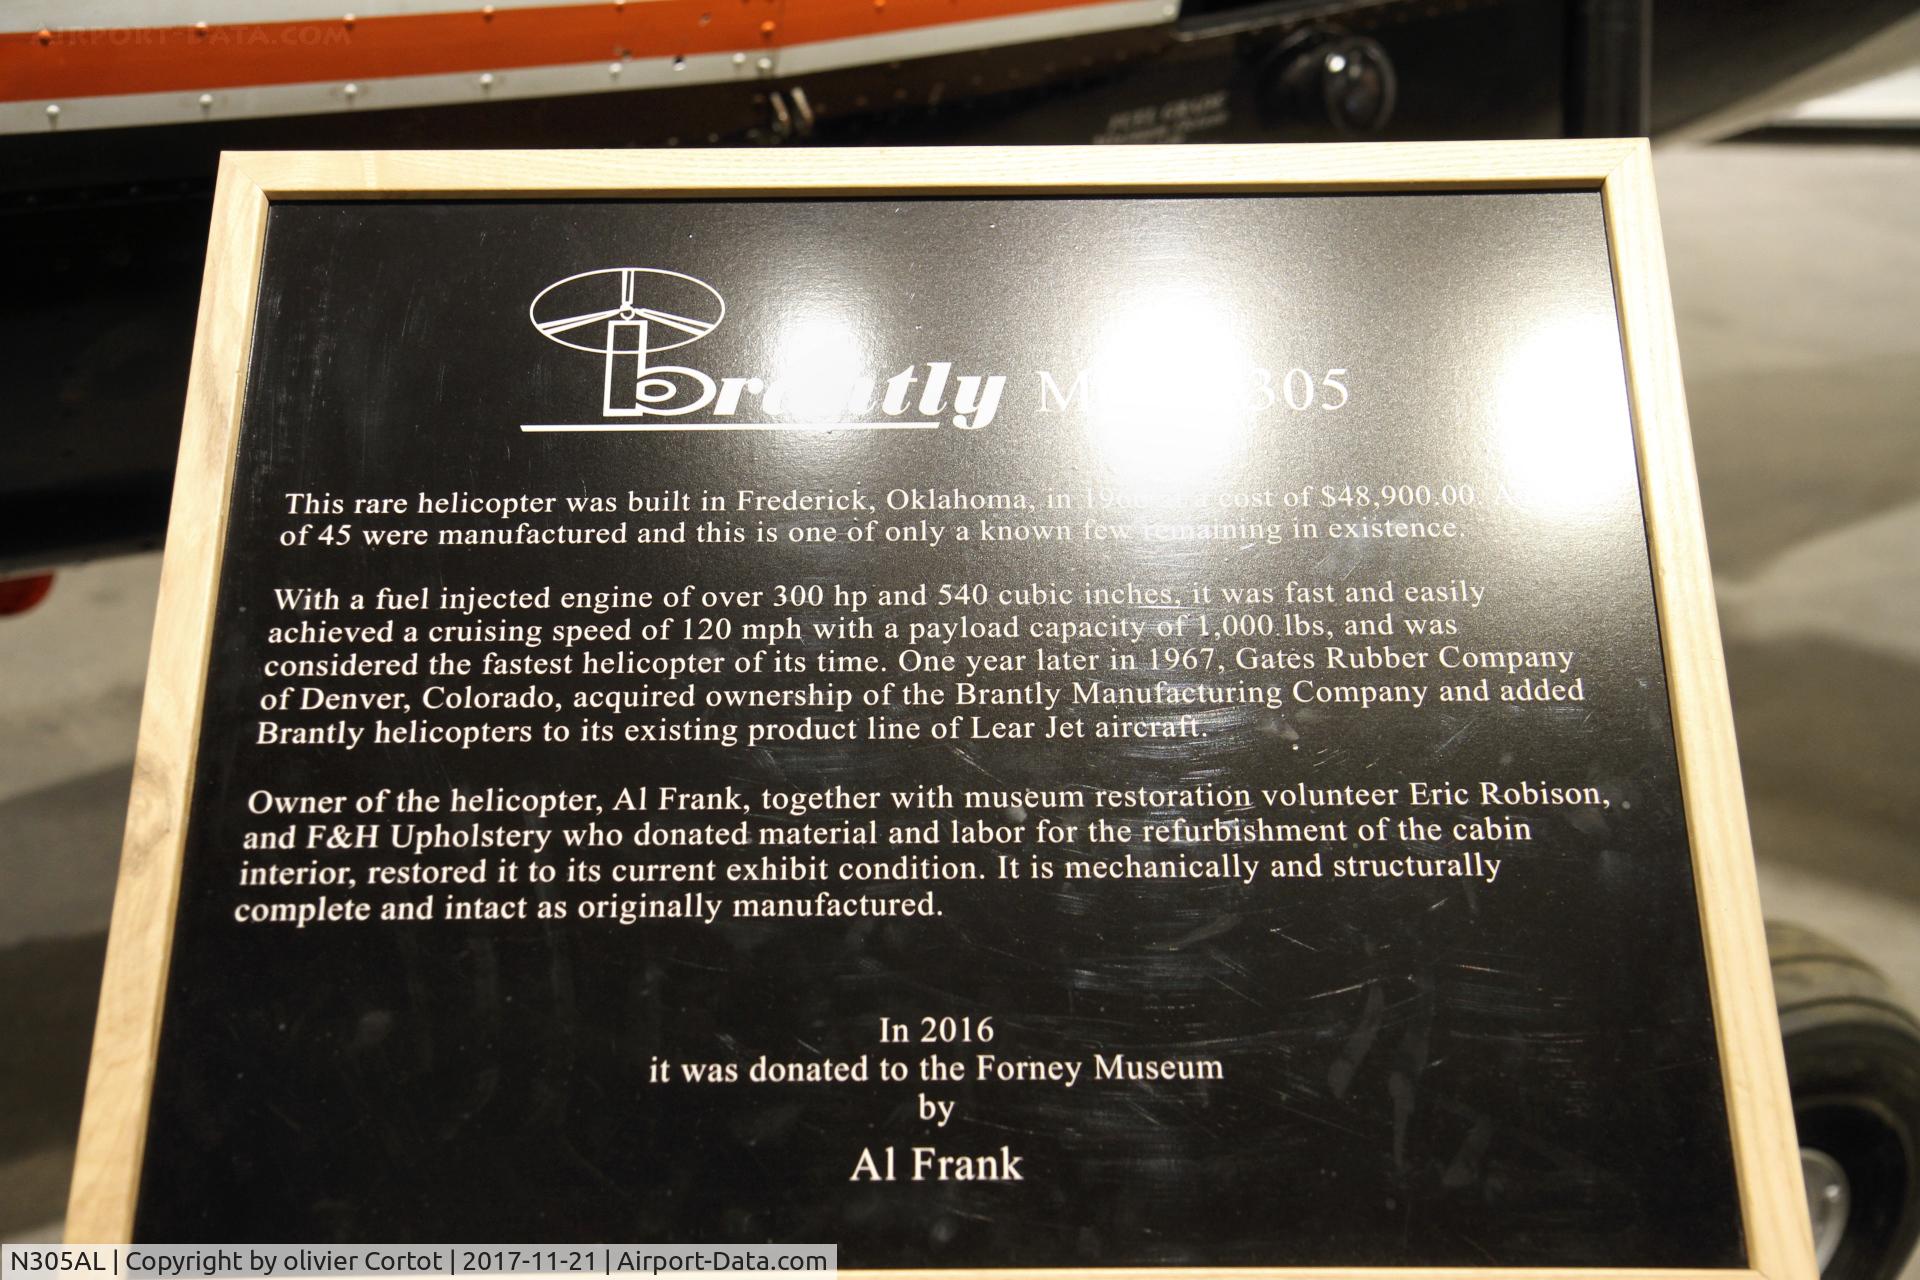 AIRPORT-DATA.COM
brantly 305
This rare helicopter was built in Frederick, Oklahoma, in cost of $48,900.00.
of 45 were manufactured and this is one of only a known few remaining in existence.
With a fuel injected engine of over 300 hp and 540 cubic inches, it was fast and easily
achieved a cruising speed of 120 mph with a payload capacity of 1,000 lbs, and was
considered the fastest helicopter of its time. One year later in 1967, Gates Rubber Company
of Denver, Colorado, acquired ownership of the Brantly Manufacturing Company and added
Brantly helicopters to its existing product line of Lear Jet aircraft.
Owner of the helicopter, Al Frank, together with museum restoration volunteer Eric Robison,
and F&H Upholstery who donated material and labor for the refurbishment of the cabin
interior, restored it to its current exhibit condition. It is mechanically and structurally
complete and intact as originally manufactured.
In 2016
it was donated to the Forney Museum
by
Al Frank
N305AL | Copyright by olivier Cortot | 2017-11-21 | Airport-Data.com